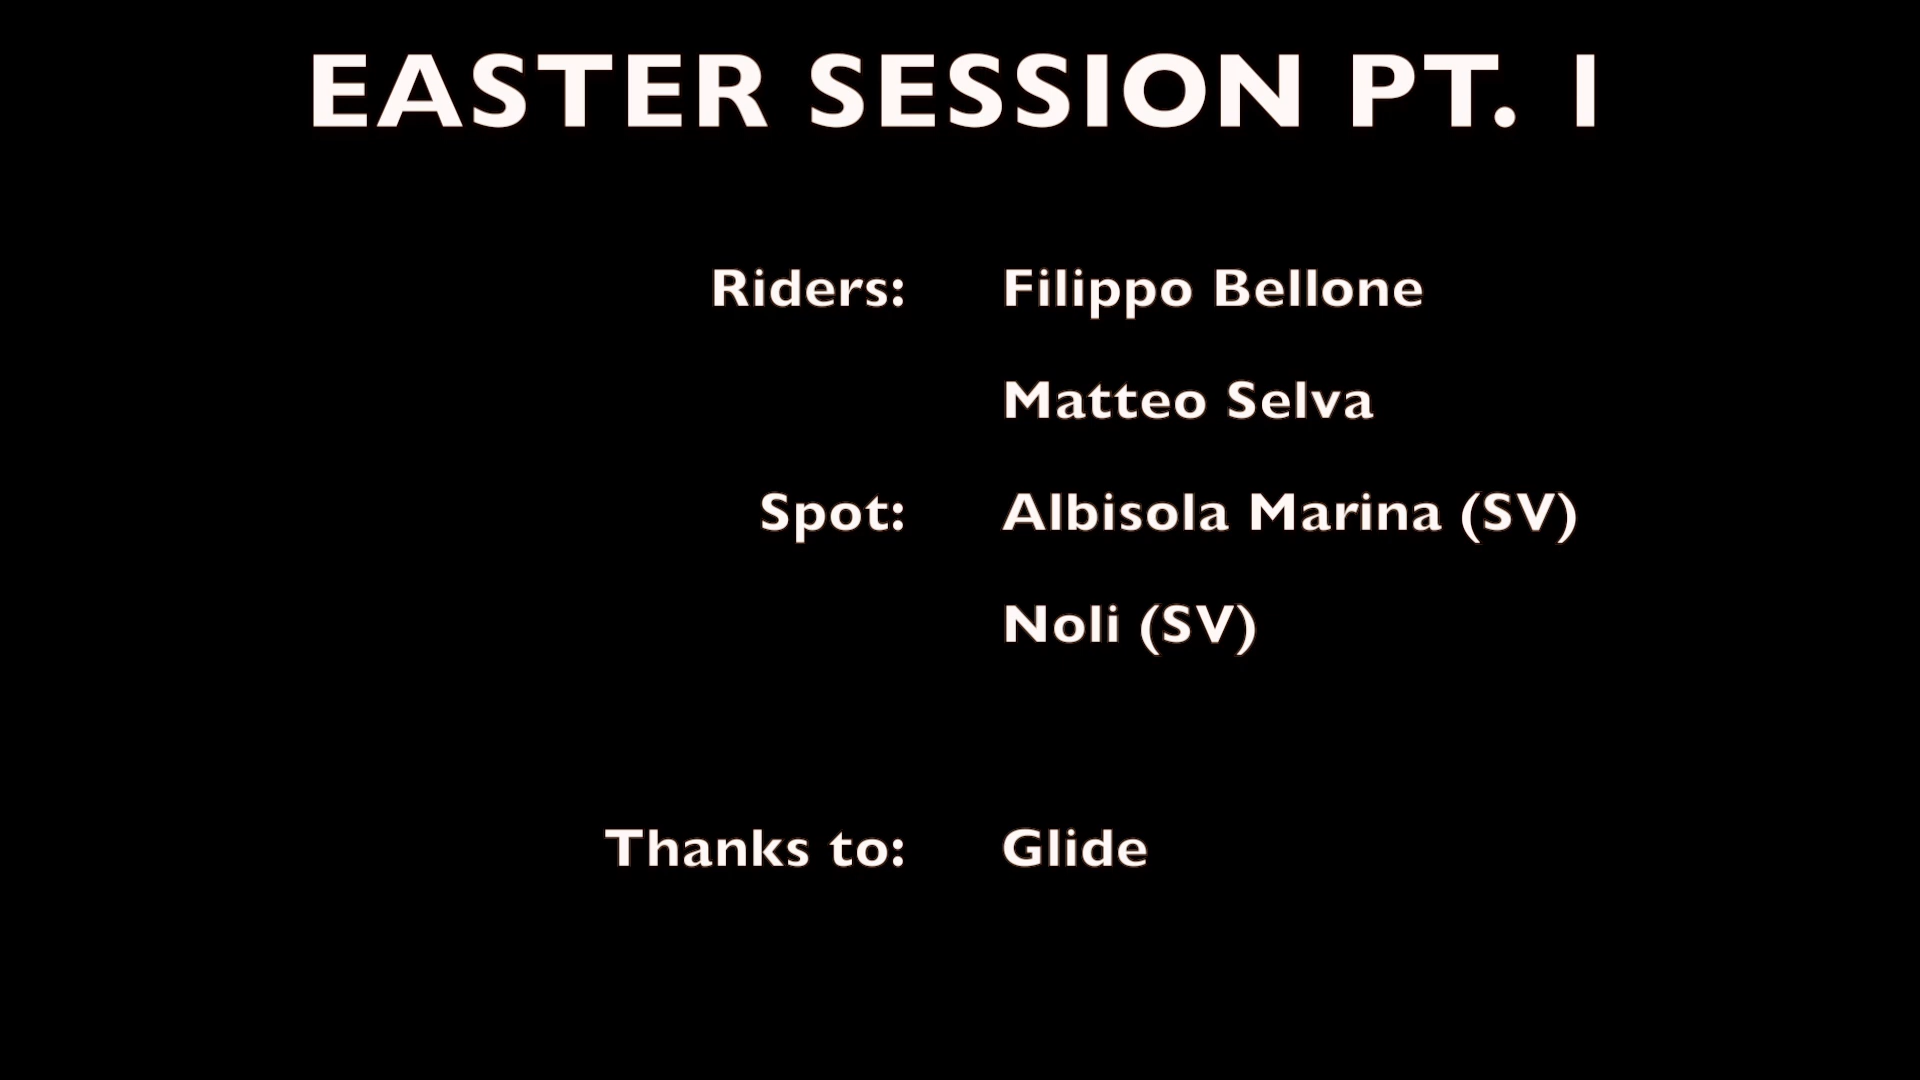 EASTER SESSION PT. 1
Riders: Filippo Bellone
Matteo Selva
Spot: Albisola Marina (SV)
Noli (SV)
Thanks to: Glide